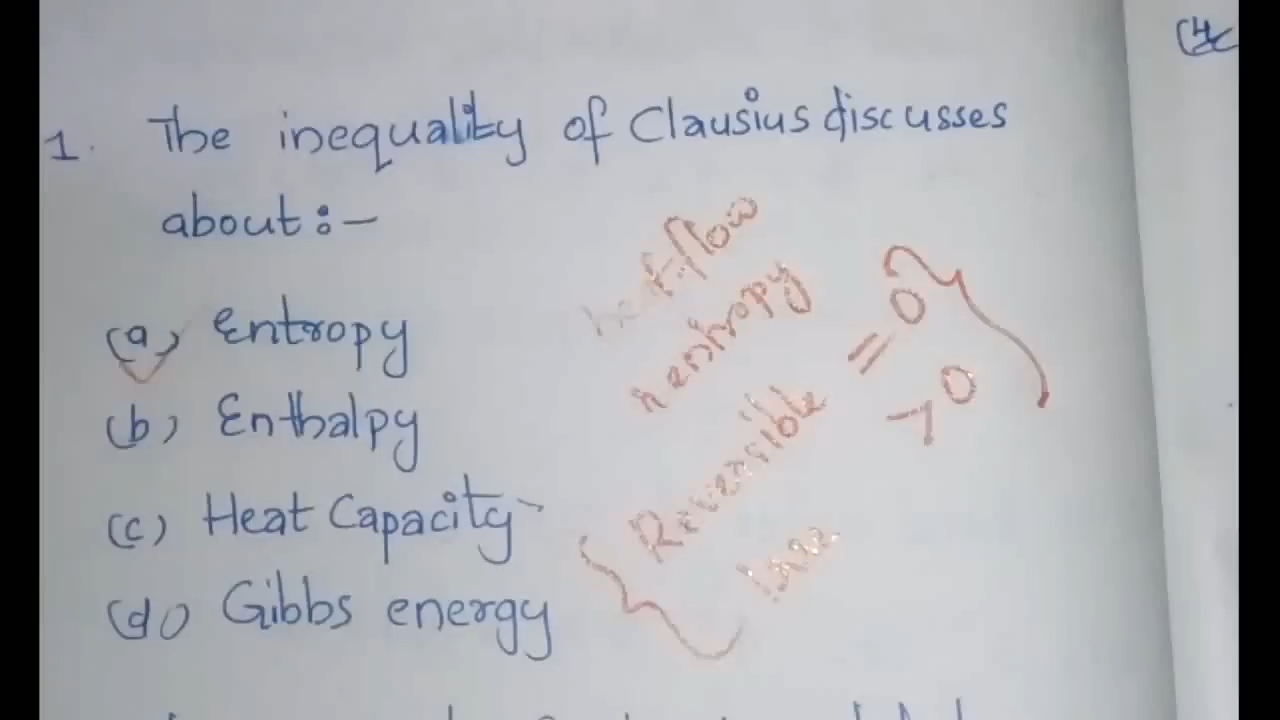 1. The inequality of Clausius discusses
about:-
(a) Entropy
(b) Enthalpy
(c) Heat Capacity
(d) Gibbs energy
heat flow
entropy
Reversible = 0
> 0